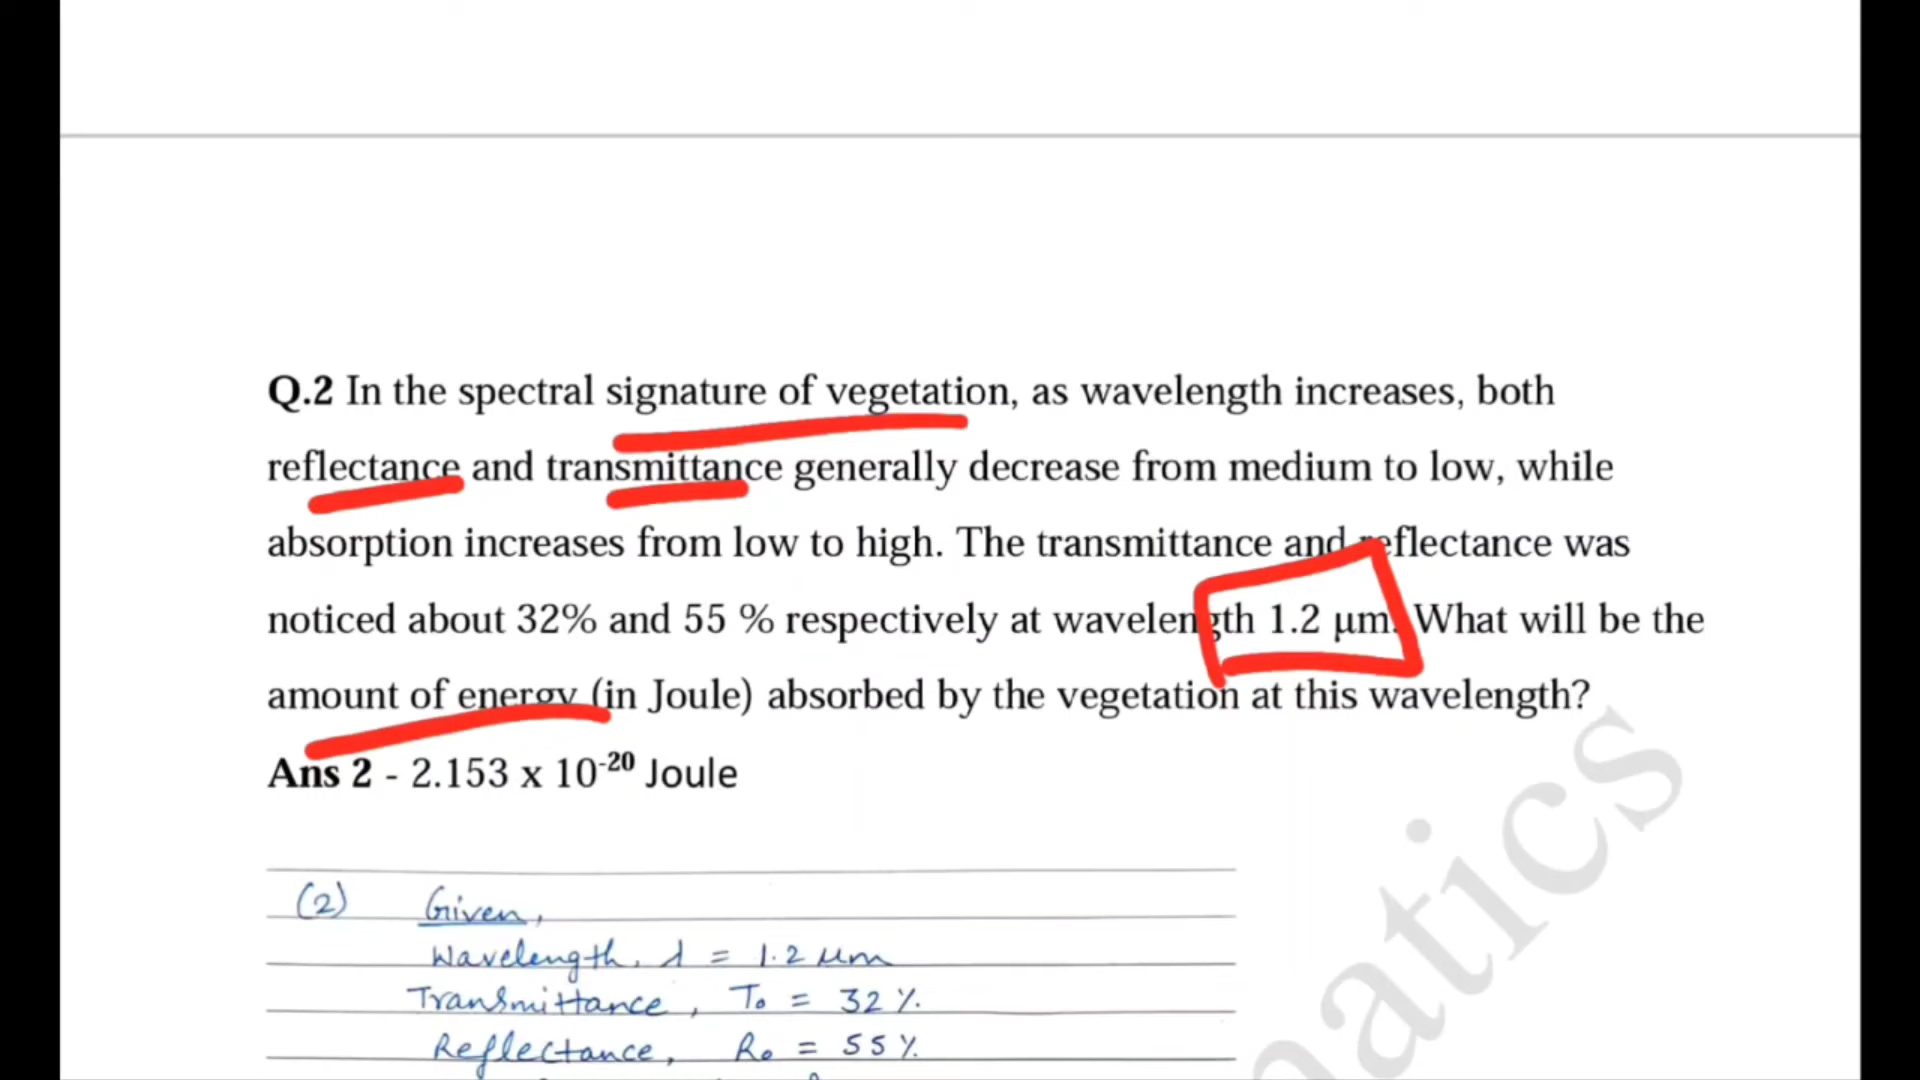 Q.2 In the spectral signature of vegetation, as wavelength increases, both
reflectance and transmittance generally decrease from medium to low, while
absorption increases from low to high. The transmittance and reflectance was
noticed about 32% and 55 % respectively at wavelength 1.2 μm. What will be the
amount of energy (in Joule) absorbed by the vegetation at this wavelength?
Ans 2 - 2.153 x 10-20 Joule
(2) Given,
Wavelength, λ = 1.2 μm
Transmittance, To = 32 %.
Reflectance, Ro = 55 %.